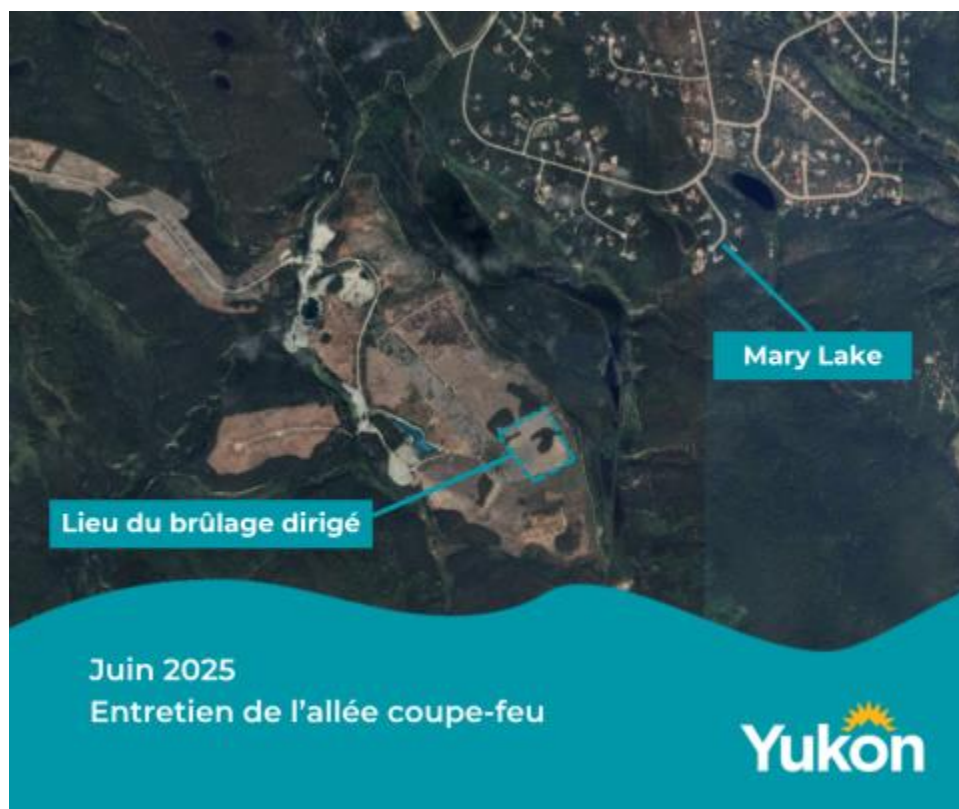 Mary Lake
Lieu du brûlage dirigé
Juin 2025
Entretien de l'allée coupe-feu
Yukon